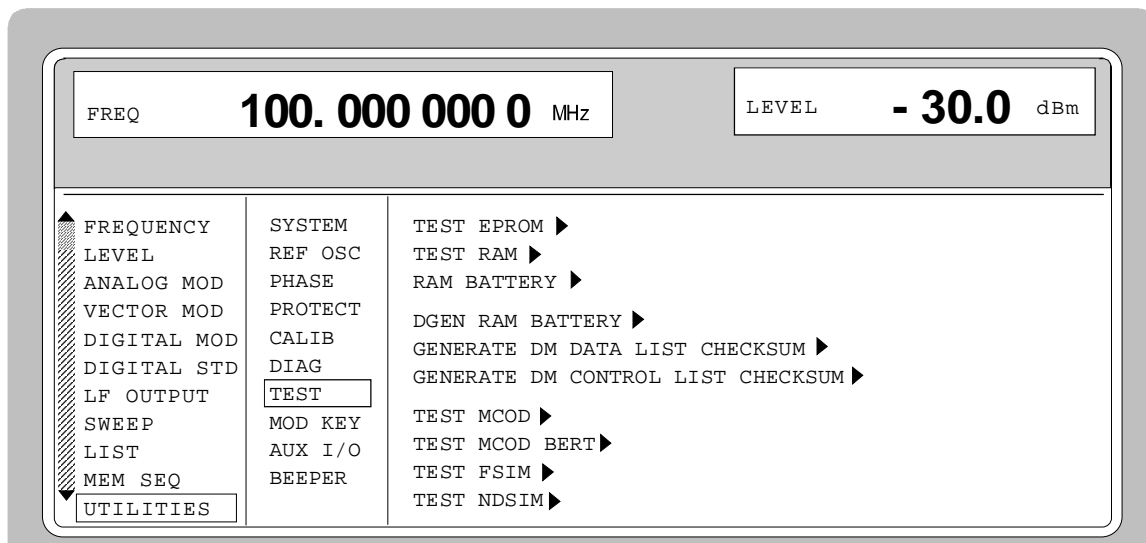 FREQ 100. 000 000 0 MHz
LEVEL - 30.0 dBm
FREQUENCY
LEVEL
ANALOG MOD
VECTOR MOD
DIGITAL MOD
DIGITAL STD
LF OUTPUT
SWEEP
LIST
MEM SEQ
UTILITIES
SYSTEM
REF OSC
PHASE
PROTECT
CALIB
DIAG
TEST
MOD KEY
AUX I/O
BEEPER
TEST EPROM
TEST RAM
RAM BATTERY
DGEN RAM BATTERY
GENERATE DM DATA LIST CHECKSUM
GENERATE DM CONTROL LIST CHECKSUM
TEST MCOD
TEST MCOD BERT
TEST FSIM
TEST NDSIM